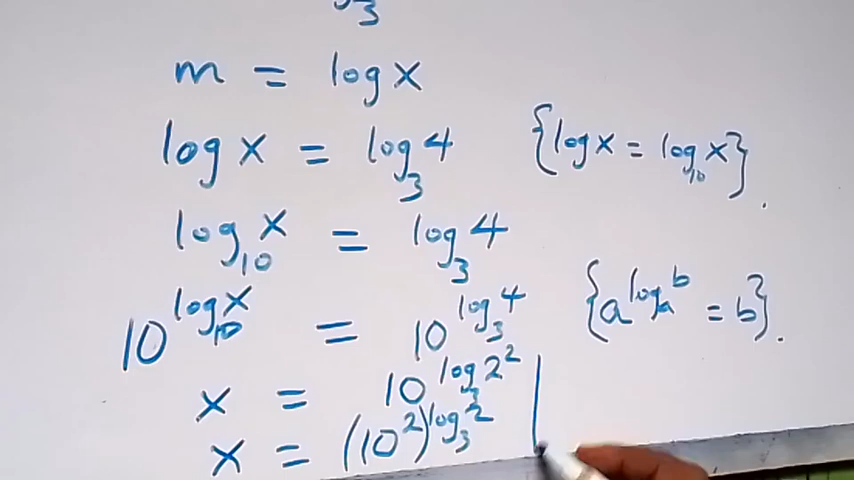 3
m = log x
log x = log₃ 4 {log x = log₁₀ x}.
log₁₀ x = log₃ 4
10^(log₁₀ x) = 10^(log₃ 4) {a^(logₐ b) = b}.
x = 10^(log₃ 2²)
x = (10²)^(log₃ 2)